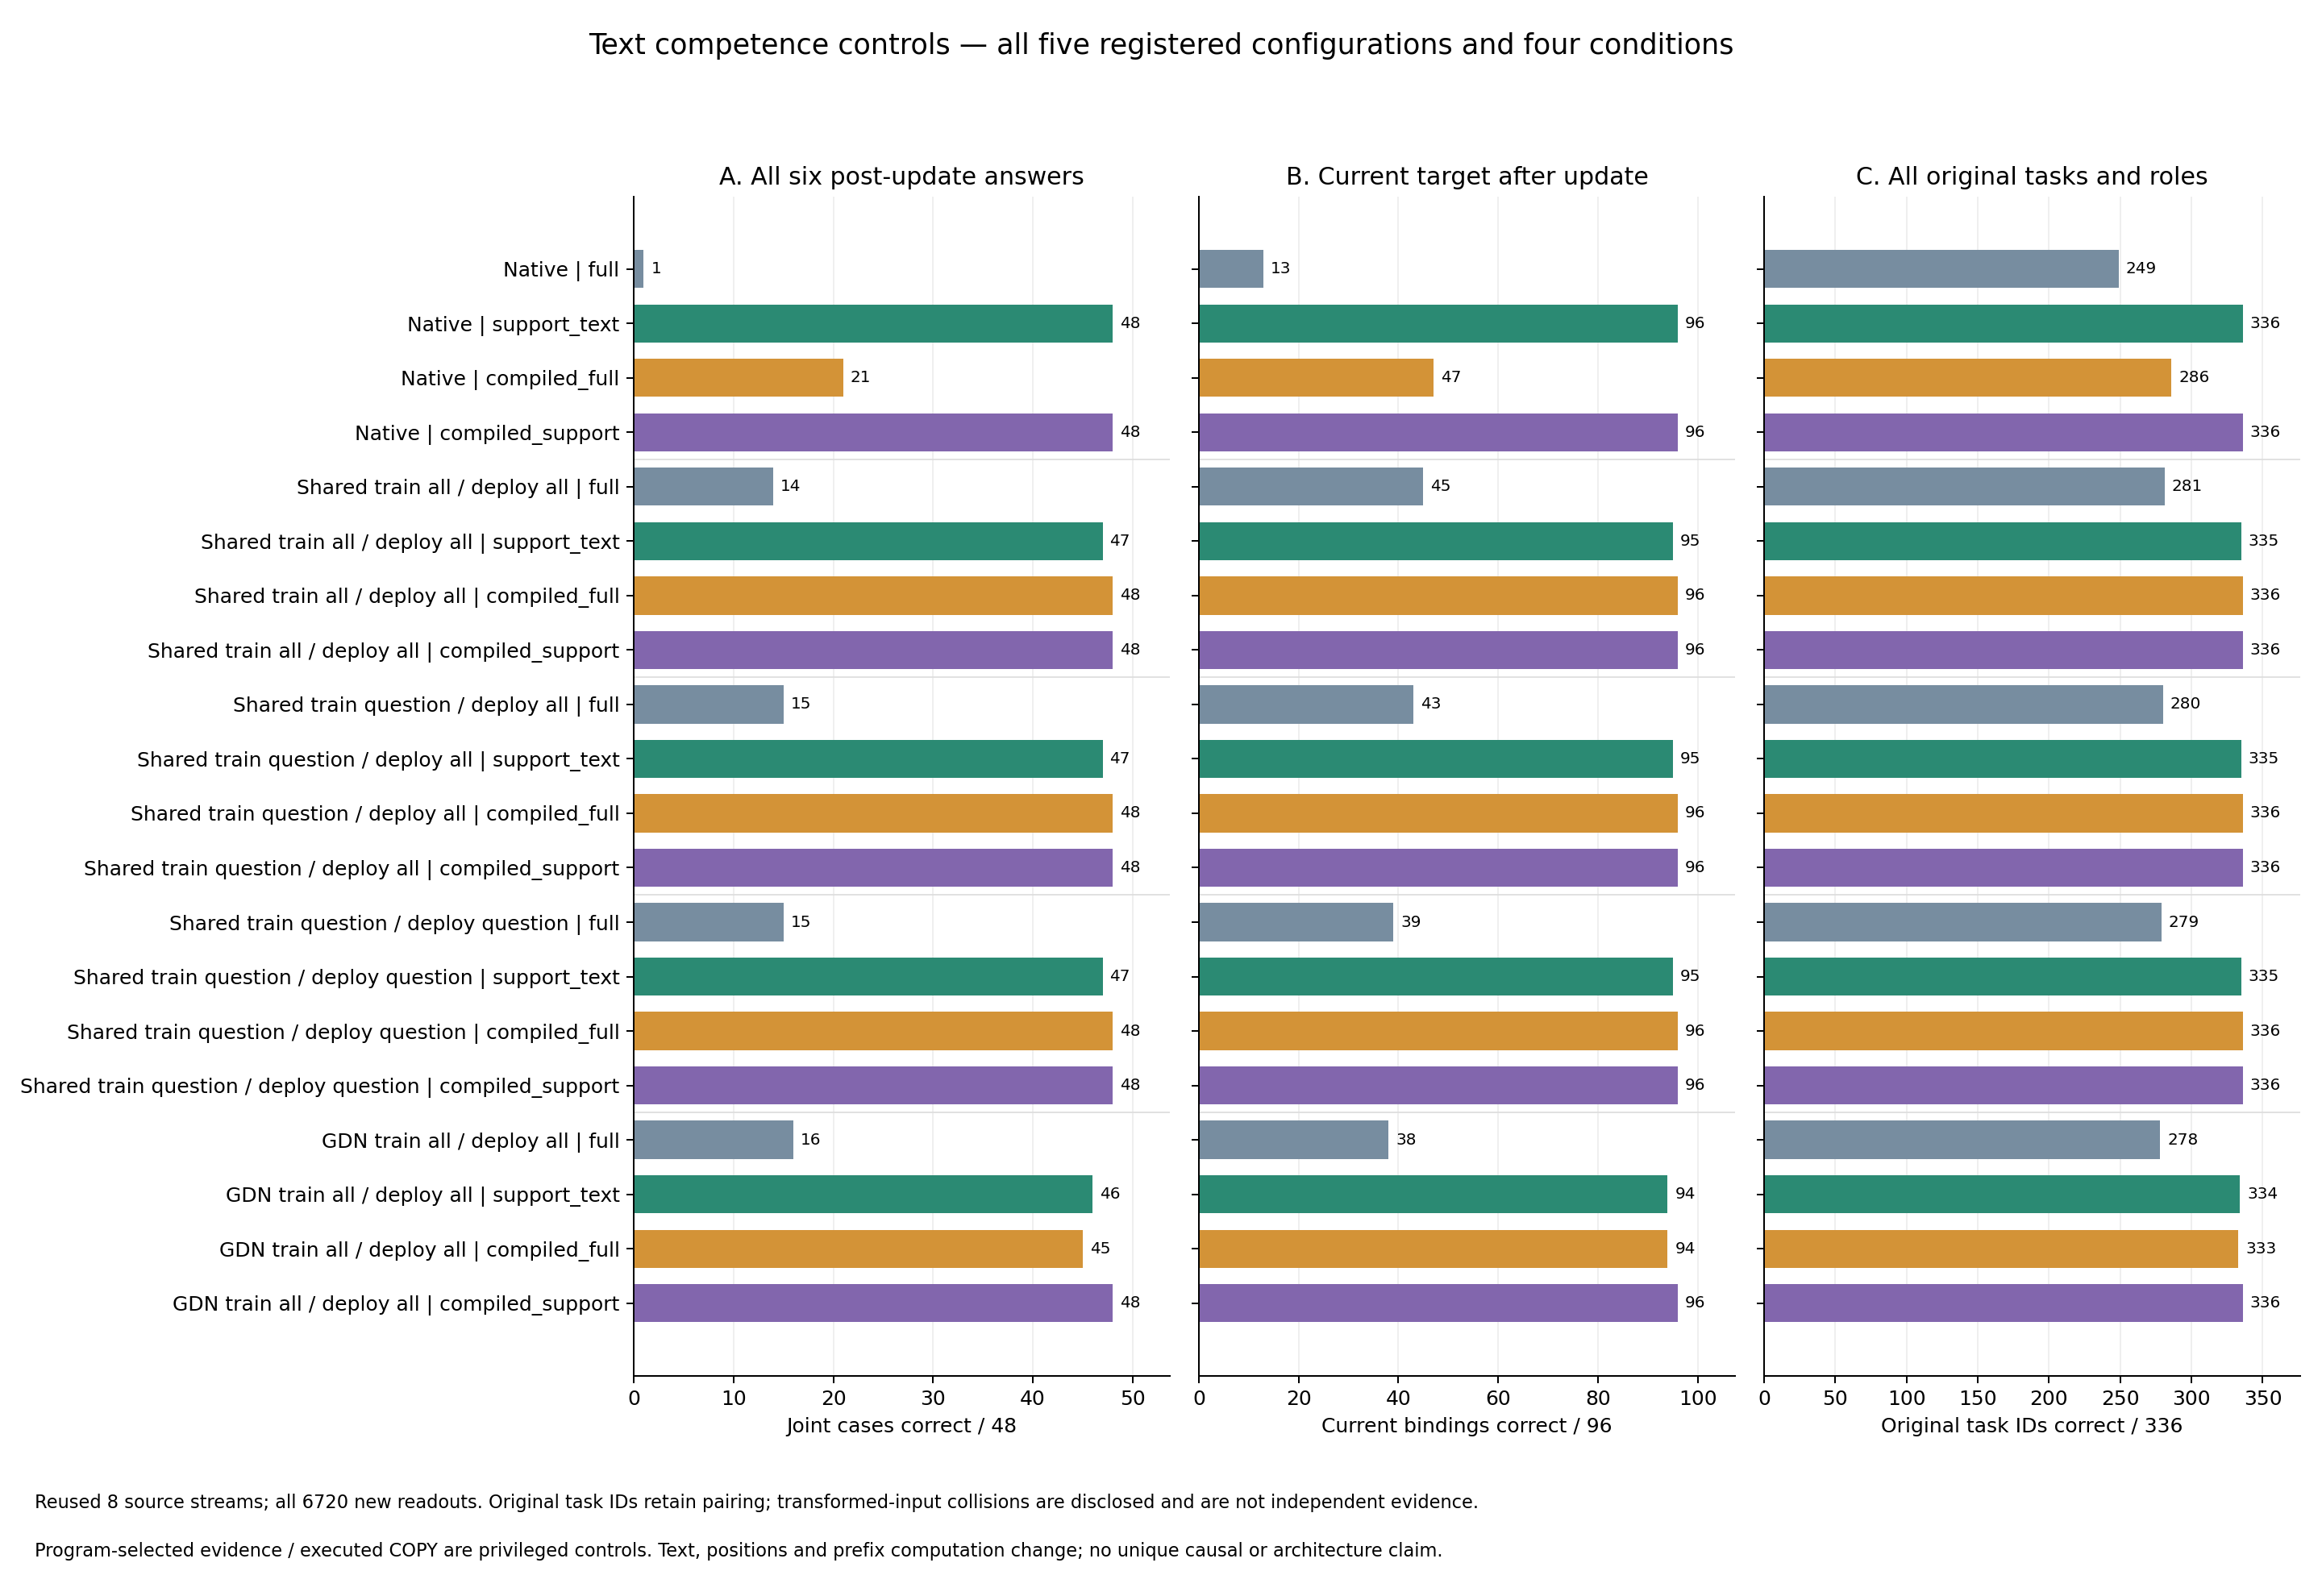 Text competence controls — all five registered configurations and four conditions
A. All six post-update answers
B. Current target after update
C. All original tasks and roles
Native | full
1
13
249
Native | support_text
48
96
336
Native | compiled_full
21
47
286
Native | compiled_support
48
96
336
Shared train all / deploy all | full
14
45
281
Shared train all / deploy all | support_text
47
95
335
Shared train all / deploy all | compiled_full
48
96
336
Shared train all / deploy all | compiled_support
48
96
336
Shared train question / deploy all | full
15
43
280
Shared train question / deploy all | support_text
47
95
335
Shared train question / deploy all | compiled_full
48
96
336
Shared train question / deploy all | compiled_support
48
96
336
Shared train question / deploy question | full
15
39
279
Shared train question / deploy question | support_text
47
95
335
Shared train question / deploy question | compiled_full
48
96
336
Shared train question / deploy question | compiled_support
48
96
336
GDN train all / deploy all | full
16
38
278
GDN train all / deploy all | support_text
46
94
334
GDN train all / deploy all | compiled_full
45
94
333
GDN train all / deploy all | compiled_support
48
96
336
0 10 20 30 40 50
0 20 40 60 80 100
0 50 100 150 200 250 300 350
Joint cases correct / 48
Current bindings correct / 96
Original task IDs correct / 336
Reused 8 source streams; all 6720 new readouts. Original task IDs retain pairing; transformed-input collisions are disclosed and are not independent evidence.
Program-selected evidence / executed COPY are privileged controls. Text, positions and prefix computation change; no unique causal or architecture claim.